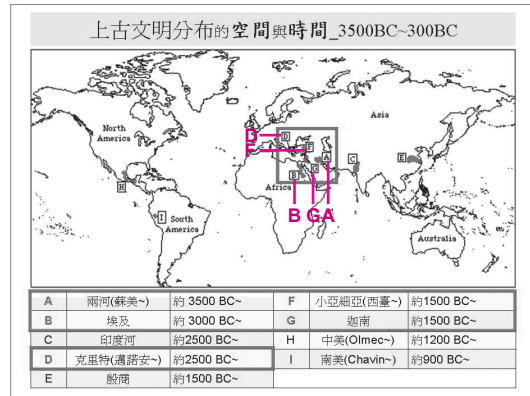 上古文明分布的空間與時間_3500BC~300BC
North
America
Asia
D
D
F
F
A
C
E
H
Africa
B
G
B GA
I
South
America
Australia
A 兩河(蘇美~) 約 3500 BC~ F 小亞細亞(西臺~) 約1500 BC~
B 埃及 約 3000 BC~ G 迦南 約1500 BC~
C 印度河 約2500 BC~ H 中美(Olmec~) 約1200 BC~
D 克里特(邁諾安~) 約2500 BC~ I 南美(Chavin~) 約900 BC~
E 殷商 約1500 BC~